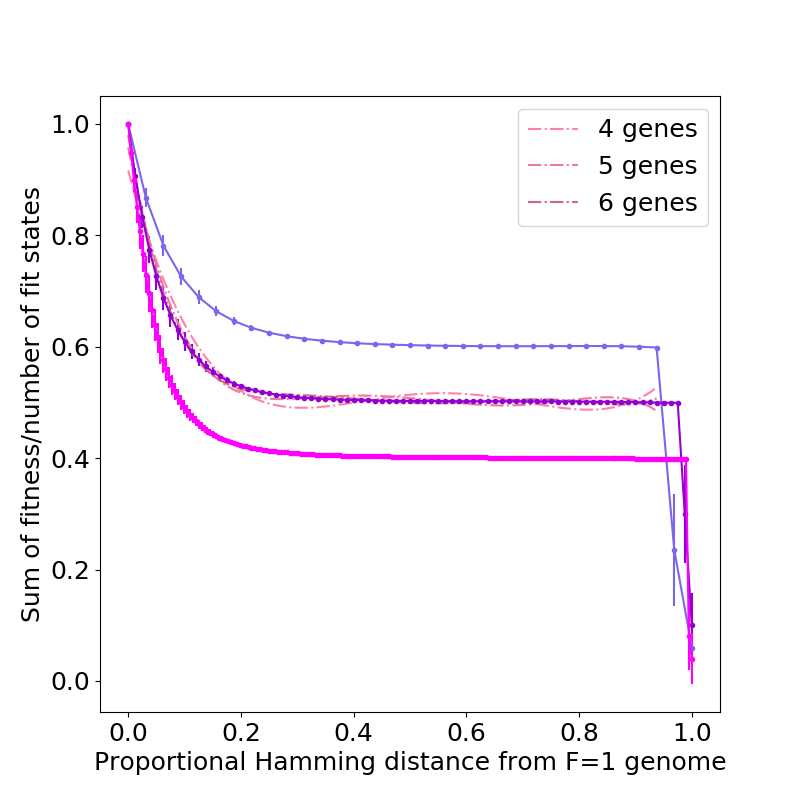 4 genes
5 genes
6 genes
Sum of fitness/number of fit states
1.0
0.8
0.6
0.4
0.2
0.0
0.0 0.2 0.4 0.6 0.8 1.0
Proportional Hamming distance from F=1 genome